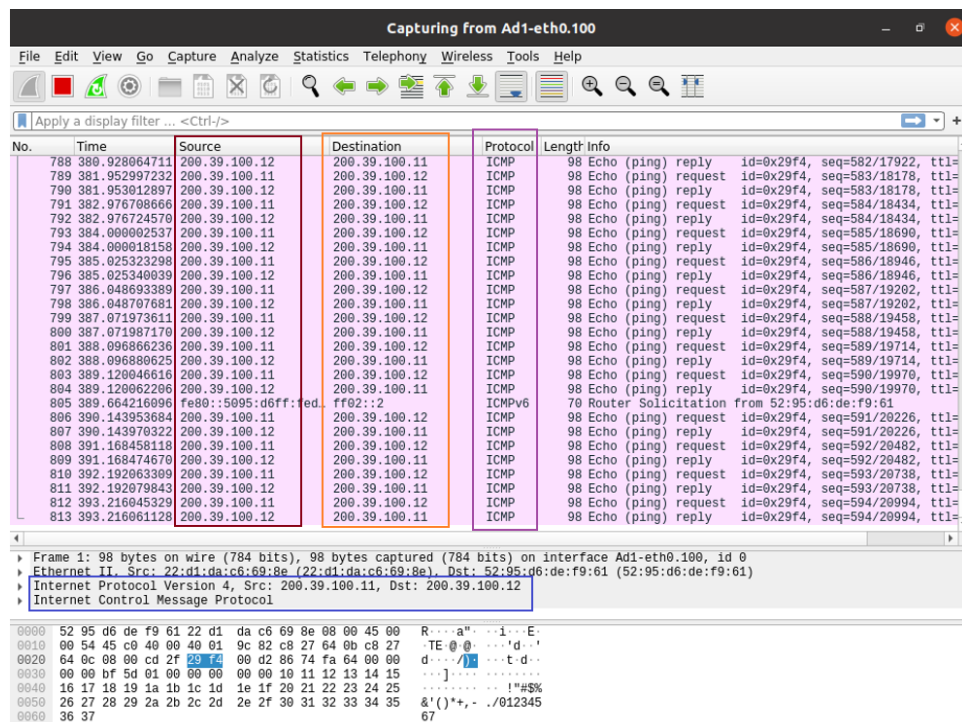 Capturing from Ad1-eth0.100
File Edit View Go Capture Analyze Statistics Telephony Wireless Tools Help
Apply a display filter ... <Ctrl-/>
No. Time Source Destination Protocol Length Info
788 380.928064711 200.39.100.12 200.39.100.11 ICMP 98 Echo (ping) reply id=0x29f4, seq=582/17922, ttl=
789 381.952997232 200.39.100.11 200.39.100.12 ICMP 98 Echo (ping) request id=0x29f4, seq=583/18178, ttl=
790 381.953012897 200.39.100.12 200.39.100.11 ICMP 98 Echo (ping) reply id=0x29f4, seq=583/18178, ttl=
791 382.976708666 200.39.100.11 200.39.100.12 ICMP 98 Echo (ping) request id=0x29f4, seq=584/18434, ttl=
792 382.976724570 200.39.100.12 200.39.100.11 ICMP 98 Echo (ping) reply id=0x29f4, seq=584/18434, ttl=
793 384.000002537 200.39.100.11 200.39.100.12 ICMP 98 Echo (ping) request id=0x29f4, seq=585/18690, ttl=
794 384.000018158 200.39.100.12 200.39.100.11 ICMP 98 Echo (ping) reply id=0x29f4, seq=585/18690, ttl=
795 385.025323298 200.39.100.11 200.39.100.12 ICMP 98 Echo (ping) request id=0x29f4, seq=586/18946, ttl=
796 385.025340039 200.39.100.12 200.39.100.11 ICMP 98 Echo (ping) reply id=0x29f4, seq=586/18946, ttl=
797 386.048693389 200.39.100.11 200.39.100.12 ICMP 98 Echo (ping) request id=0x29f4, seq=587/19202, ttl=
798 386.048707681 200.39.100.12 200.39.100.11 ICMP 98 Echo (ping) reply id=0x29f4, seq=587/19202, ttl=
799 387.071973611 200.39.100.11 200.39.100.12 ICMP 98 Echo (ping) request id=0x29f4, seq=588/19458, ttl=
800 387.071987170 200.39.100.12 200.39.100.11 ICMP 98 Echo (ping) reply id=0x29f4, seq=588/19458, ttl=
801 388.096866236 200.39.100.11 200.39.100.12 ICMP 98 Echo (ping) request id=0x29f4, seq=589/19714, ttl=
802 388.096880625 200.39.100.12 200.39.100.11 ICMP 98 Echo (ping) reply id=0x29f4, seq=589/19714, ttl=
803 389.120046616 200.39.100.11 200.39.100.12 ICMP 98 Echo (ping) request id=0x29f4, seq=590/19970, ttl=
804 389.120062206 200.39.100.12 200.39.100.11 ICMP 98 Echo (ping) reply id=0x29f4, seq=590/19970, ttl=
805 389.664216096 fe80::5095:d6ff:fed… ff02::2 ICMPv6 70 Router Solicitation from 52:95:d6:de:f9:61
806 390.143953684 200.39.100.11 200.39.100.12 ICMP 98 Echo (ping) request id=0x29f4, seq=591/20226, ttl=
807 390.143970322 200.39.100.12 200.39.100.11 ICMP 98 Echo (ping) reply id=0x29f4, seq=591/20226, ttl=
808 391.168458118 200.39.100.11 200.39.100.12 ICMP 98 Echo (ping) request id=0x29f4, seq=592/20482, ttl=
809 391.168474670 200.39.100.12 200.39.100.11 ICMP 98 Echo (ping) reply id=0x29f4, seq=592/20482, ttl=
810 392.192063309 200.39.100.11 200.39.100.12 ICMP 98 Echo (ping) request id=0x29f4, seq=593/20738, ttl=
811 392.192079843 200.39.100.12 200.39.100.11 ICMP 98 Echo (ping) reply id=0x29f4, seq=593/20738, ttl=
812 393.216045329 200.39.100.11 200.39.100.12 ICMP 98 Echo (ping) request id=0x29f4, seq=594/20994, ttl=
813 393.216061128 200.39.100.12 200.39.100.11 ICMP 98 Echo (ping) reply id=0x29f4, seq=594/20994, ttl=
Frame 1: 98 bytes on wire (784 bits), 98 bytes captured (784 bits) on interface Ad1-eth0.100, id 0
Ethernet II, Src: 22:d1:da:c6:69:8e (22:d1:da:c6:69:8e), Dst: 52:95:d6:de:f9:61 (52:95:d6:de:f9:61)
Internet Protocol Version 4, Src: 200.39.100.11, Dst: 200.39.100.12
Internet Control Message Protocol
0000 52 95 d6 de f9 61 22 d1 da c6 69 8e 08 00 45 00 R····a"· ··i···E·
0010 00 54 45 c0 40 00 40 01 9c 82 c8 27 64 0b c8 27 ·TE·@·@· ···'d··'
0020 64 0c 08 00 cd 2f 29 f4 00 d2 86 74 fa 64 00 00 d····/)· ···t·d··
0030 00 00 bf 5d 01 00 00 00 00 00 10 11 12 13 14 15 ···]···· ········
0040 16 17 18 19 1a 1b 1c 1d 1e 1f 20 21 22 23 24 25 ········ ·· !"#$%
0050 26 27 28 29 2a 2b 2c 2d 2e 2f 30 31 32 33 34 35 &'()*+,- ./012345
0060 36 37 67